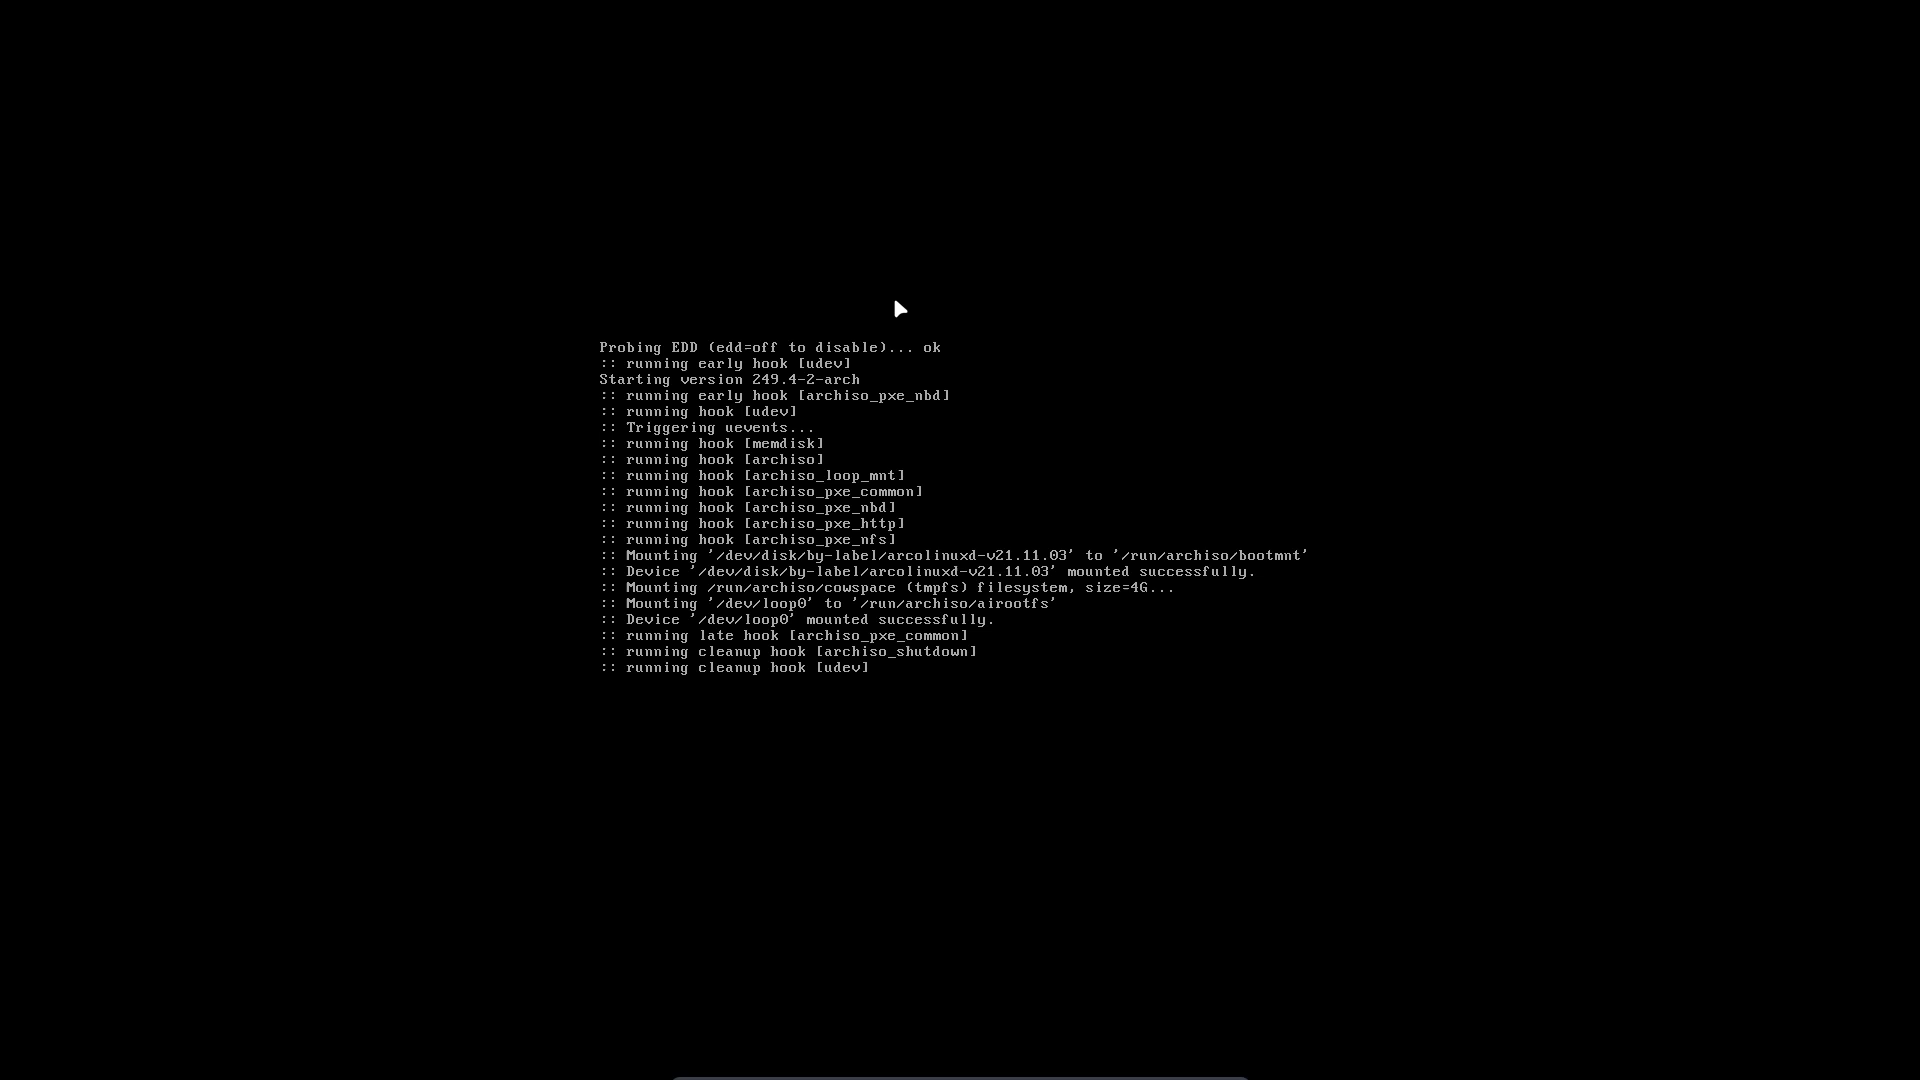 Probing EDD (edd=off to disable)... ok
:: running early hook [udev]
Starting version 249.4-2-arch
:: running early hook [archiso_pxe_nbd]
:: running hook [udev]
:: Triggering uevents...
:: running hook [memdisk]
:: running hook [archiso]
:: running hook [archiso_loop_mnt]
:: running hook [archiso_pxe_common]
:: running hook [archiso_pxe_nbd]
:: running hook [archiso_pxe_http]
:: running hook [archiso_pxe_nfs]
:: Mounting '/dev/disk/by-label/arcolinuxd-v21.11.03' to '/run/archiso/bootmnt'
:: Device '/dev/disk/by-label/arcolinuxd-v21.11.03' mounted successfully.
:: Mounting /run/archiso/cowspace (tmpfs) filesystem, size=4G...
:: Mounting '/dev/loop0' to '/run/archiso/airootfs'
:: Device '/dev/loop0' mounted successfully.
:: running late hook [archiso_pxe_common]
:: running cleanup hook [archiso_shutdown]
:: running cleanup hook [udev]